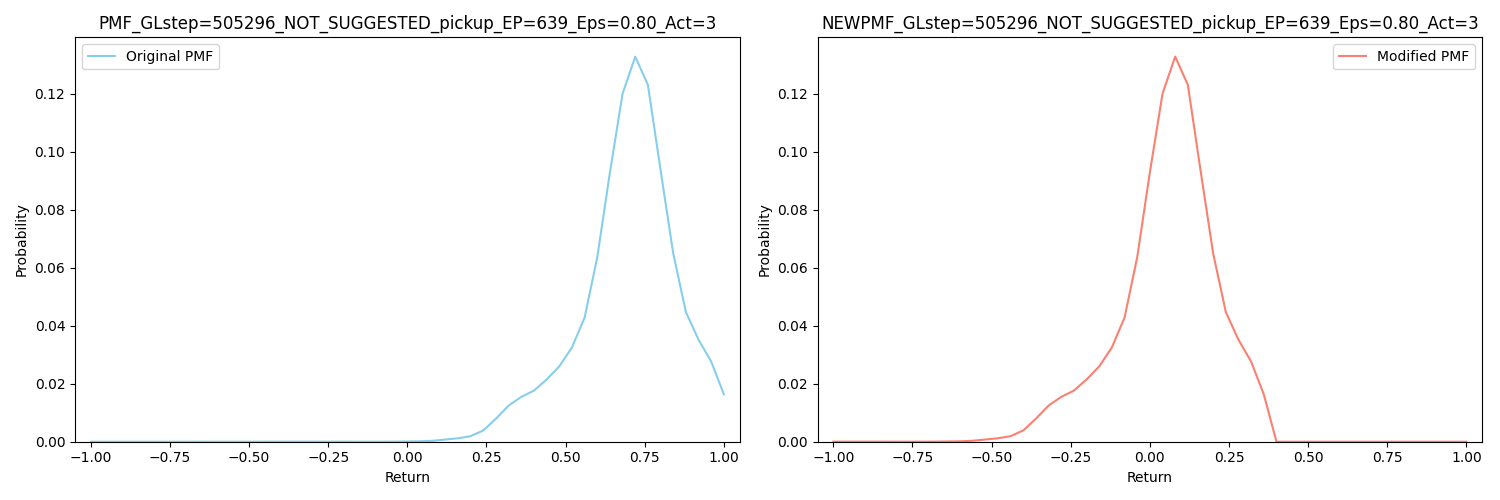 PMF_GLstep=505296_NOT_SUGGESTED_pickup_EP=639_Eps=0.80_Act=3
Original PMF
0.12
0.10
0.08
0.06
0.04
0.02
0.00
Probability
−1.00 −0.75 −0.50 −0.25 0.00 0.25 0.50 0.75 1.00
Return
NEWPMF_GLstep=505296_NOT_SUGGESTED_pickup_EP=639_Eps=0.80_Act=3
Modified PMF
0.12
0.10
0.08
0.06
0.04
0.02
0.00
Probability
−1.00 −0.75 −0.50 −0.25 0.00 0.25 0.50 0.75 1.00
Return